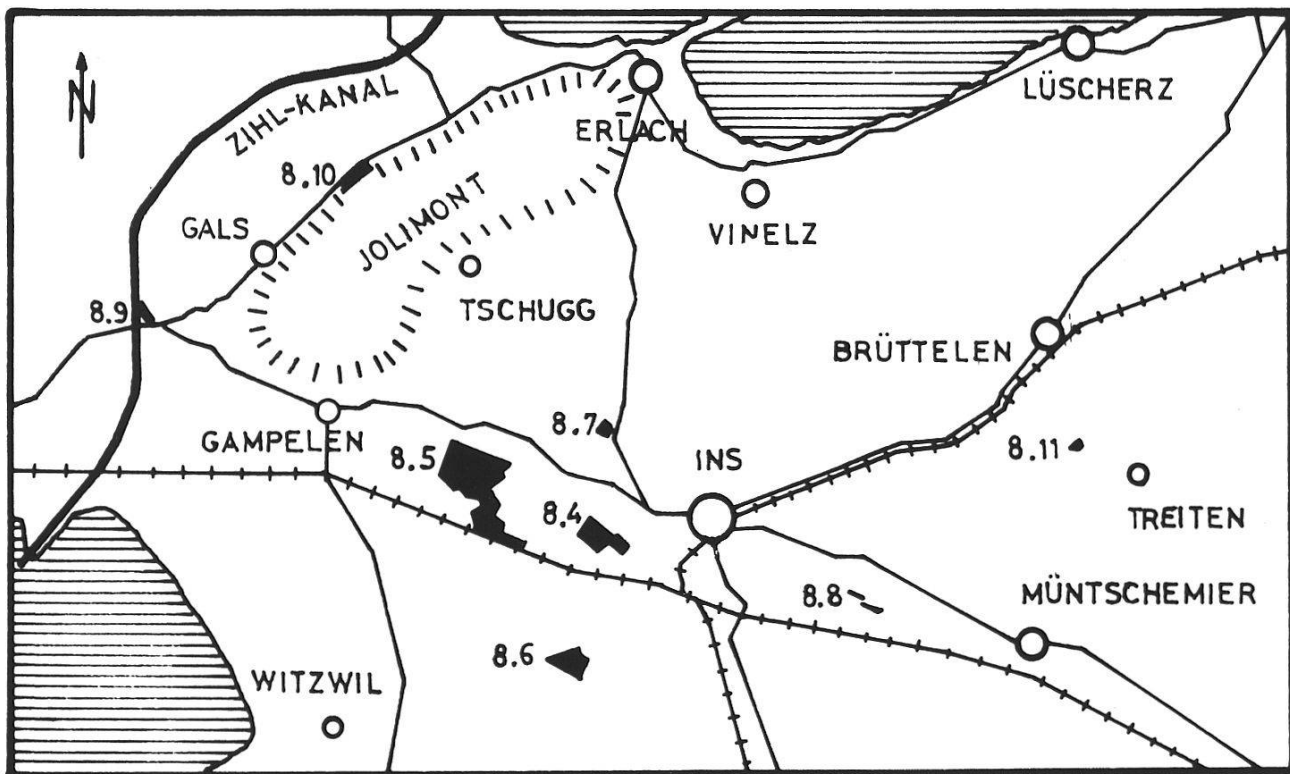 N
ZIHL-KANAL
ERLACH
LÜSCHERZ
8.10
JOLIMONT
GALS
VINELZ
TSCHUGG
8.9
BRÜTTELEN
GAMPELEN
8.7
8.5
INS
8.11
8.4
TREITEN
8.8
MÜNTSCHEMIER
8.6
WITZWIL